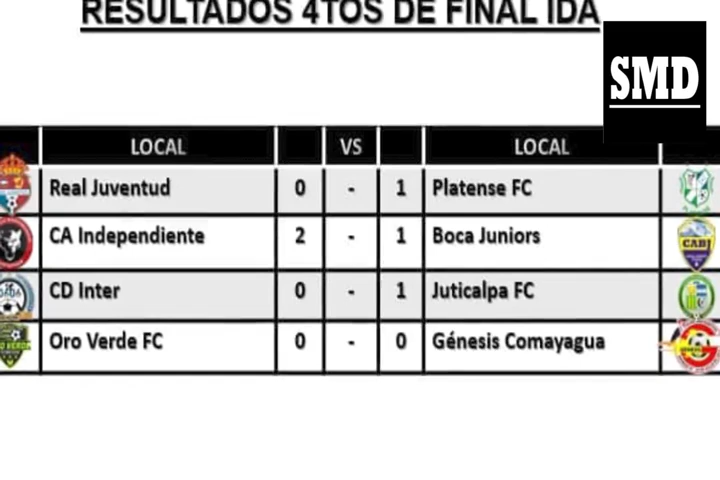 RESULTADOS 4TOS DE FINAL IDA
SMD
LOCAL VS LOCAL
Real Juventud 0 - 1 Platense FC
CA Independiente 2 - 1 Boca Juniors
CD Inter 0 - 1 Juticalpa FC
Oro Verde FC 0 - 0 Génesis Comayagua
CABJ